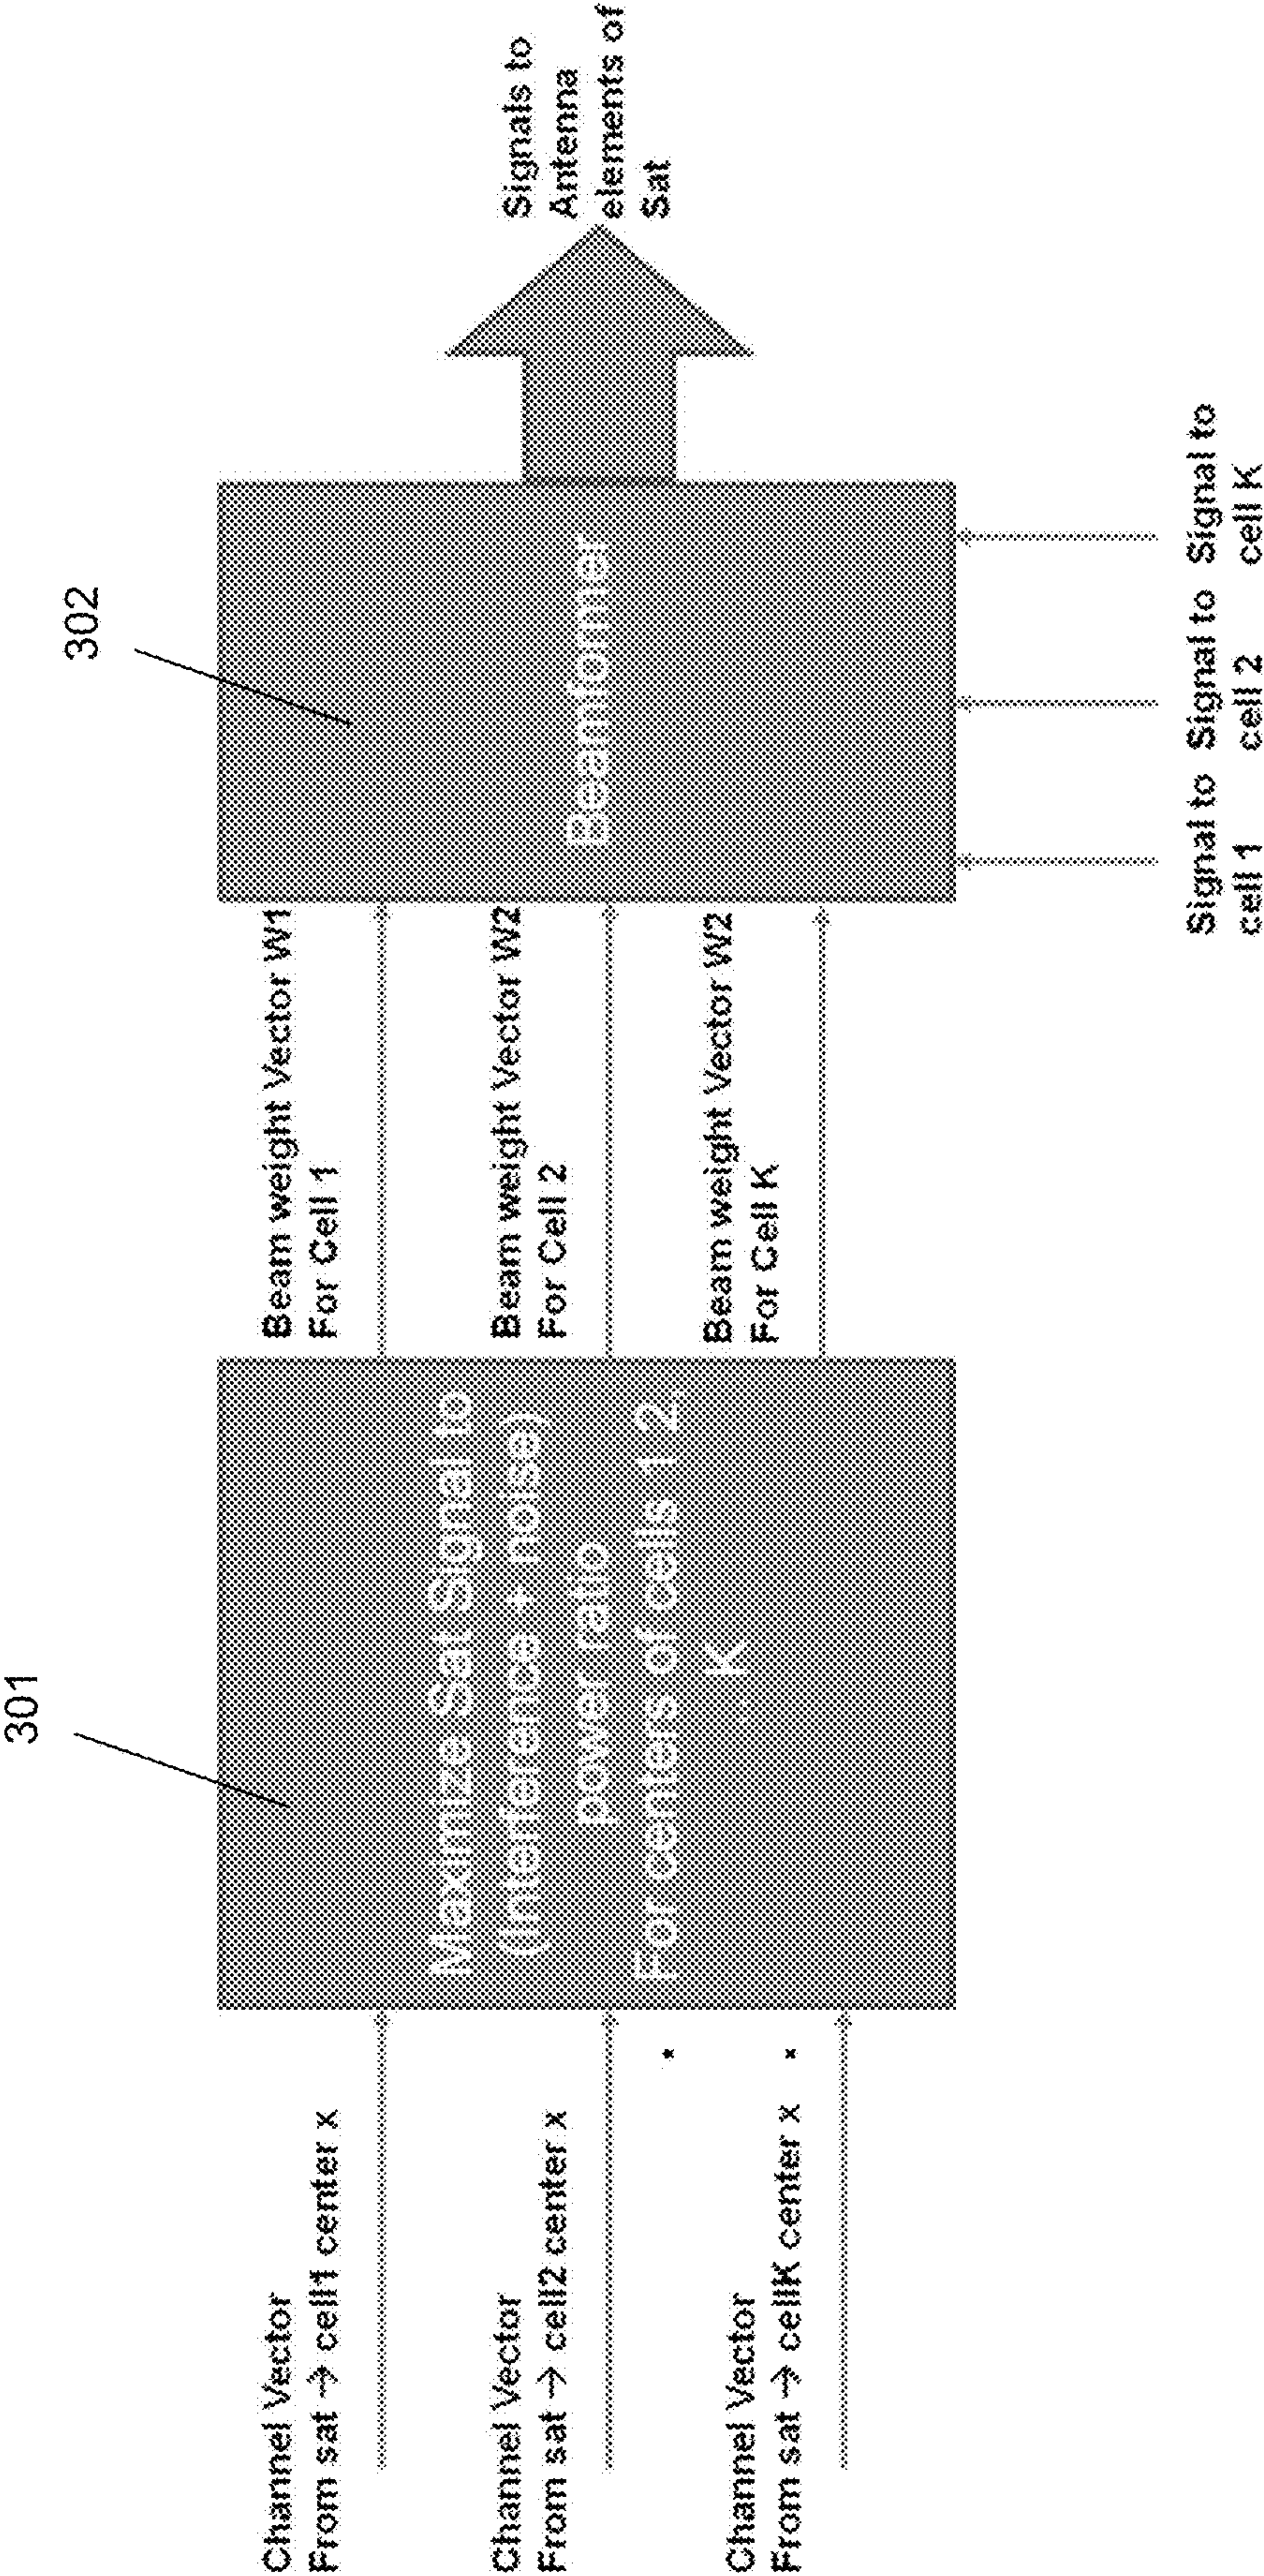 301
302
Channel Vector
From sat → cell1 center x
Channel Vector
From sat → cell2 center x
Channel Vector
From sat → cellK center x
Maximize Sat Signal to
(interference + noise)
power ratio
For centers of cells 1 2,
...K
Beam weight Vector W1
For Cell 1
Beam weight Vector W2
For Cell 2
Beam weight Vector W2
For Cell K
Beamformer
Signals to
Antenna
elements of
Sat
Signal to
cell 1
Signal to
cell 2
Signal to
cell K